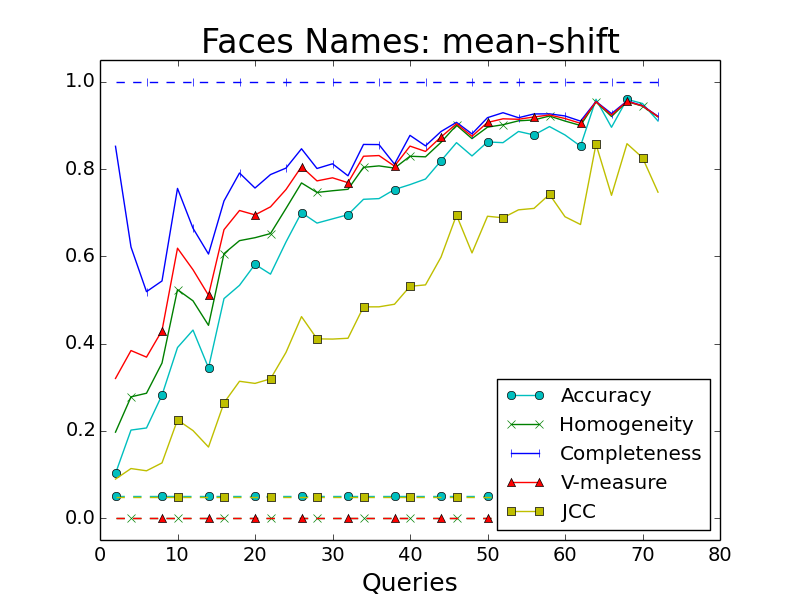 Faces Names: mean-shift
1.0
0.8
0.6
0.4
0.2
0.0
Accuracy
Homogeneity
Completeness
V-measure
JCC
0 10 20 30 40 50 60 70 80
Queries